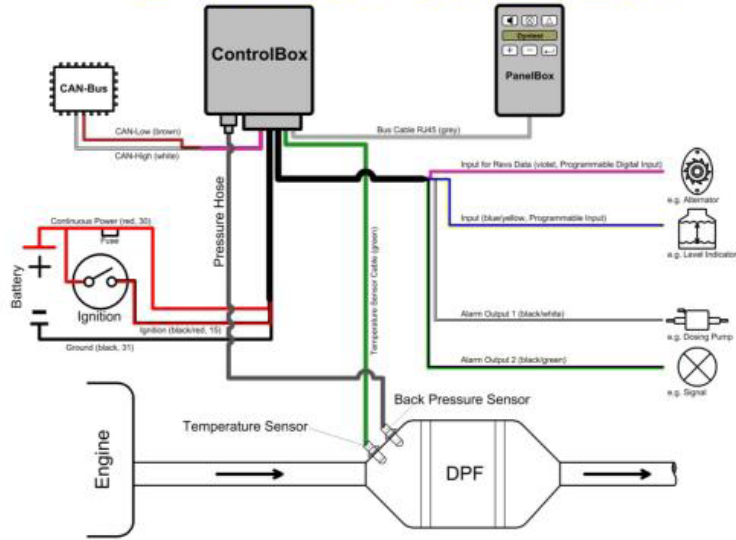 ControlBox
Dyntest
PanelBox
CAN-Bus
CAN-Low (brown)
CAN-High (white)
Bus Cable RJ45 (grey)
Input for Revs Data (violet, Programmable Digital Input)
e.g. Alternator
Input (blue/yellow, Programmable Input)
e.g. Level Indicator
Pressure Hose
Temperature Sensor Cable (green)
Continuous Power (red, 30)
Fuse
Battery
Ignition
Ignition (black/red, 15)
Ground (black, 31)
Alarm Output 1 (black/white)
e.g. Dosing Pump
Alarm Output 2 (black/green)
e.g. Signal
Back Pressure Sensor
Temperature Sensor
Engine
DPF